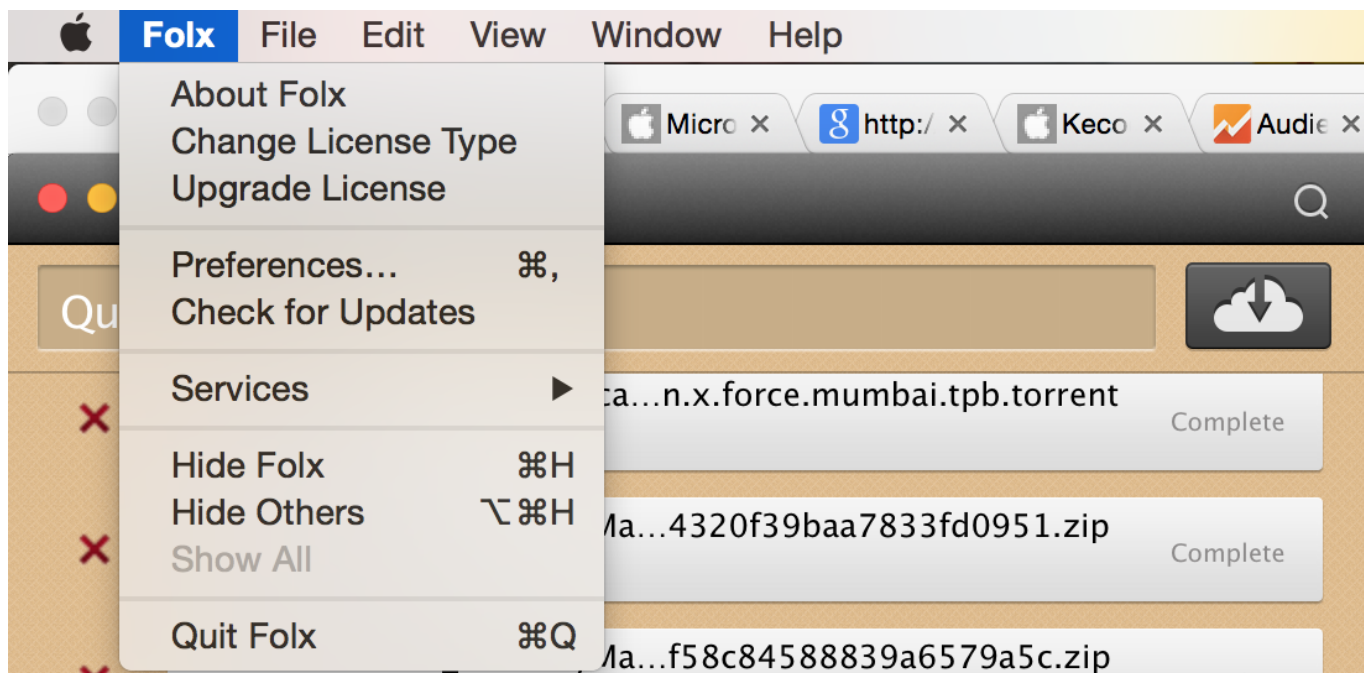 Folx File Edit View Window Help
Micro http:/ Keco Audie
About Folx
Change License Type
Upgrade License
Preferences... ⌘,
Check for Updates
Services
Hide Folx ⌘H
Hide Others ⌥⌘H
Show All
Quit Folx ⌘Q
Qu
ca...n.x.force.mumbai.tpb.torrent
Complete
Ma...4320f39baa7833fd0951.zip
Complete
Ma...f58c84588839a6579a5c.zip